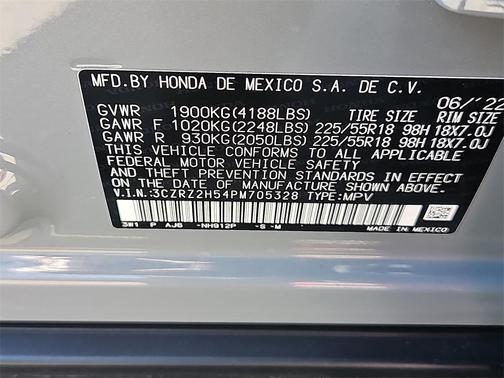 MFD.BY HONDA DE MEXICO S.A. DE C.V.
06/'22
GVWR 1900KG(4188LBS) TIRE SIZE RIM SIZE
GAWR F 1020KG(2248LBS) 225/55R18 98H 18X7.0J
GAWR R 930KG(2050LBS) 225/55R18 98H 18X7.0J
THIS VEHICLE CONFORMS TO ALL APPLICABLE
FEDERAL MOTOR VEHICLE SAFETY
AND THEFT PREVENTION STANDARDS IN EFFECT
ON THE DATE OF MANUFACTURE SHOWN ABOVE.
V.I.N.:3CZRZ2H54PM705328 TYPE:MPV
3W1 P AJ6 -NH912P -S -M
MADE IN MEXICO